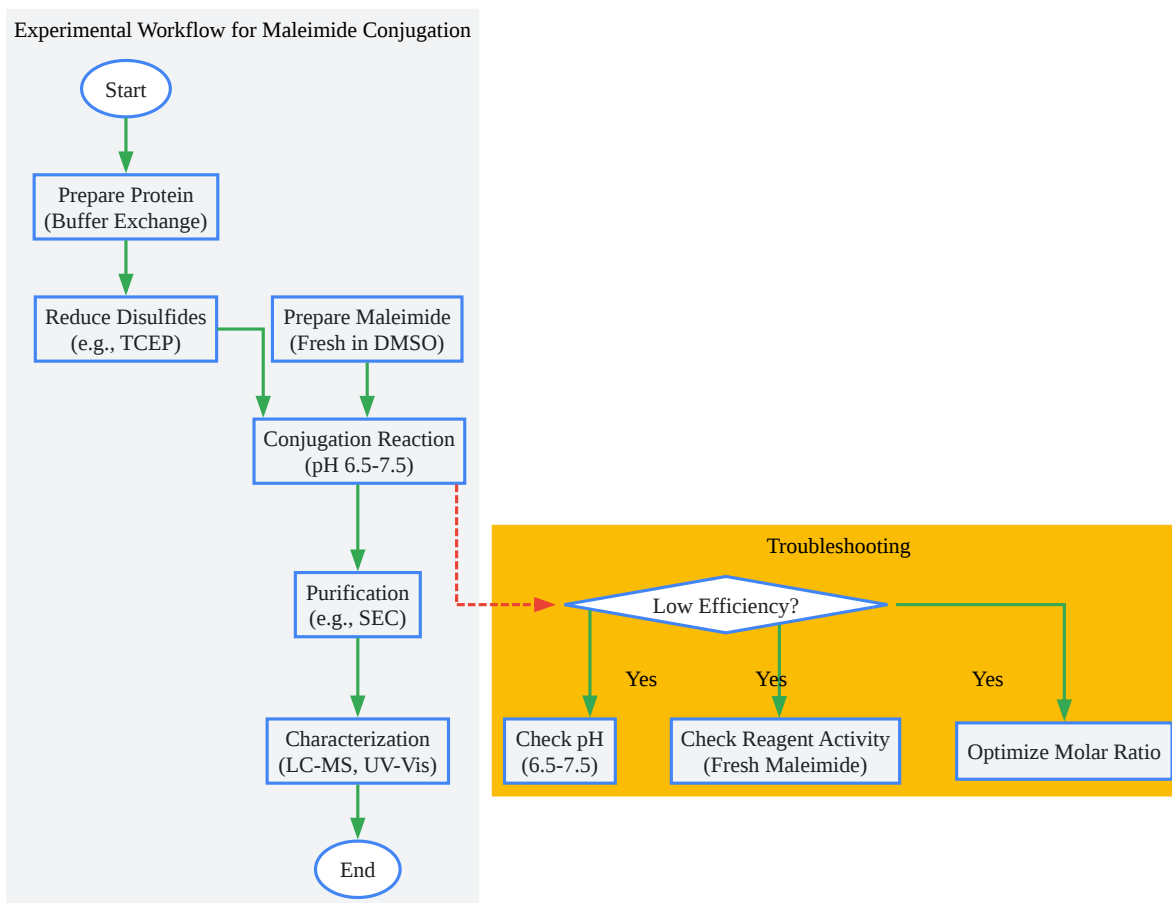 Experimental Workflow for Maleimide Conjugation
Start
Prepare Protein
(Buffer Exchange)
Reduce Disulfides
(e.g., TCEP)
Prepare Maleimide
(Fresh in DMSO)
Conjugation Reaction
(pH 6.5-7.5)
Purification
(e.g., SEC)
Characterization
(LC-MS, UV-Vis)
End
Troubleshooting
Low Efficiency?
Yes
Yes
Yes
Check pH
(6.5-7.5)
Check Reagent Activity
(Fresh Maleimide)
Optimize Molar Ratio